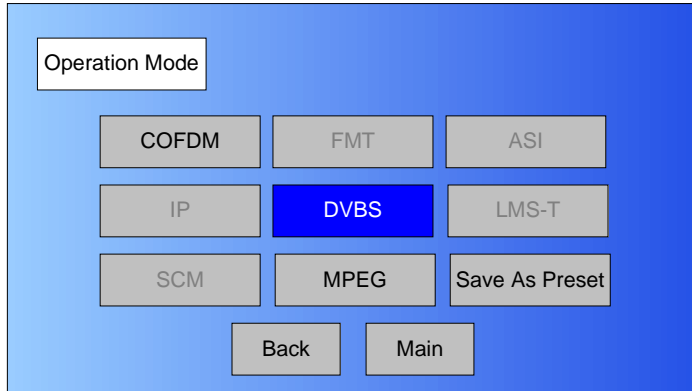 Operation Mode
COFDM FMT ASI
IP DVBS LMS-T
SCM MPEG Save As Preset
Back Main